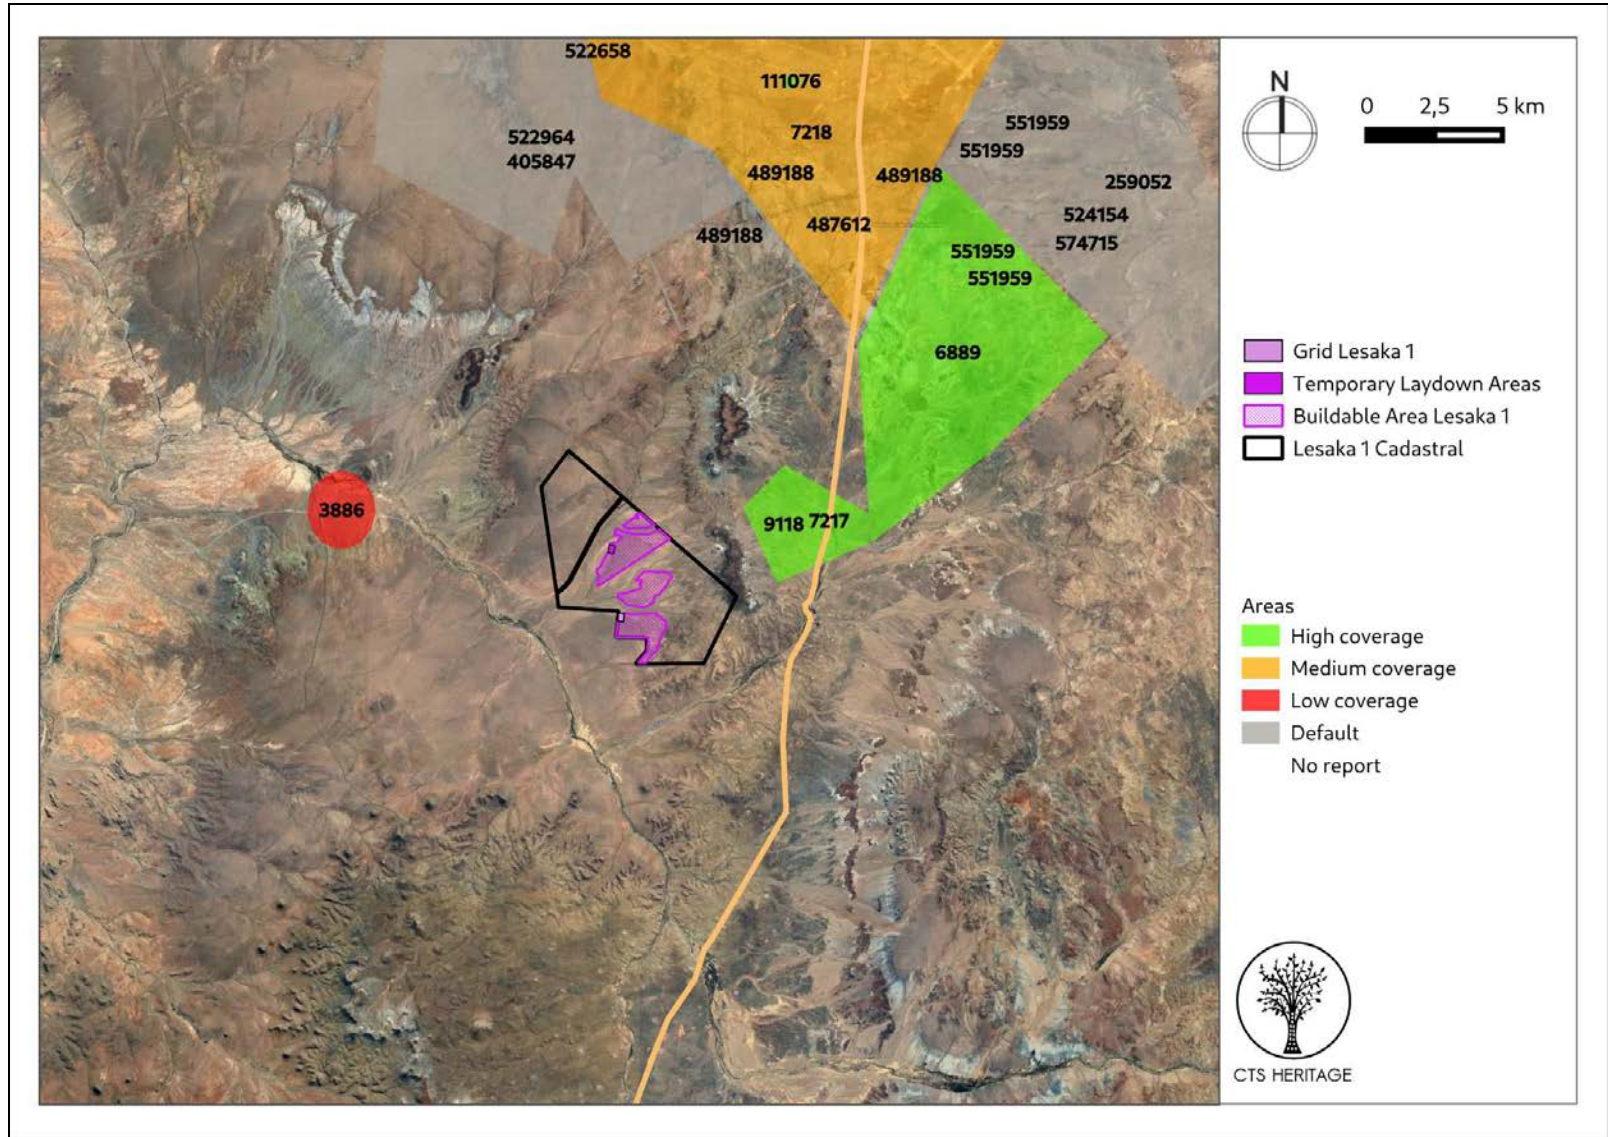 522658
111076
7218
522964
405847
489188
489188
487612
489188
551959
551959
259052
524154
574715
551959
551959
6889
3886
9118
7217
N
0 2,5 5 km
Grid Lesaka 1
Temporary Laydown Areas
Buildable Area Lesaka 1
Lesaka 1 Cadastral
Areas
High coverage
Medium coverage
Low coverage
Default
No report
CTS HERITAGE